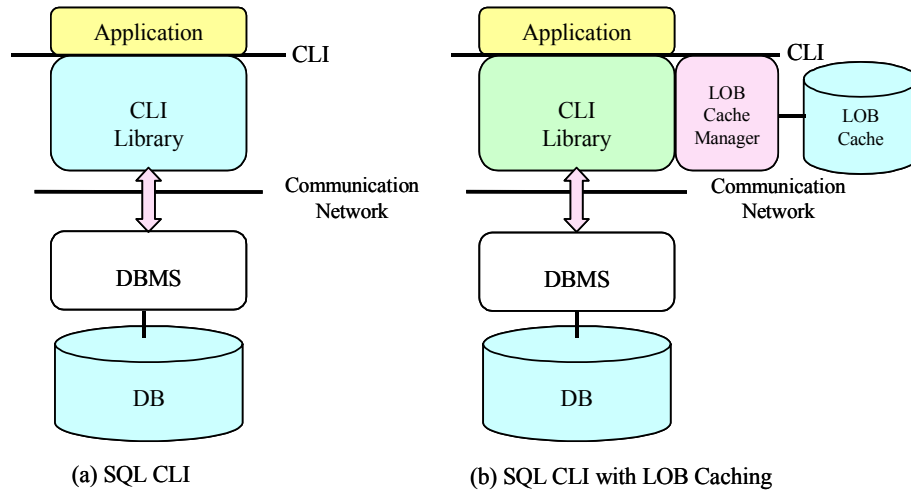 Application
CLI
CLI
Library
Communication
Network
DBMS
DB
(a) SQL CLI
Application
CLI
CLI
Library
LOB
Cache
Manager
LOB
Cache
Communication
Network
DBMS
DB
(b) SQL CLI with LOB Caching